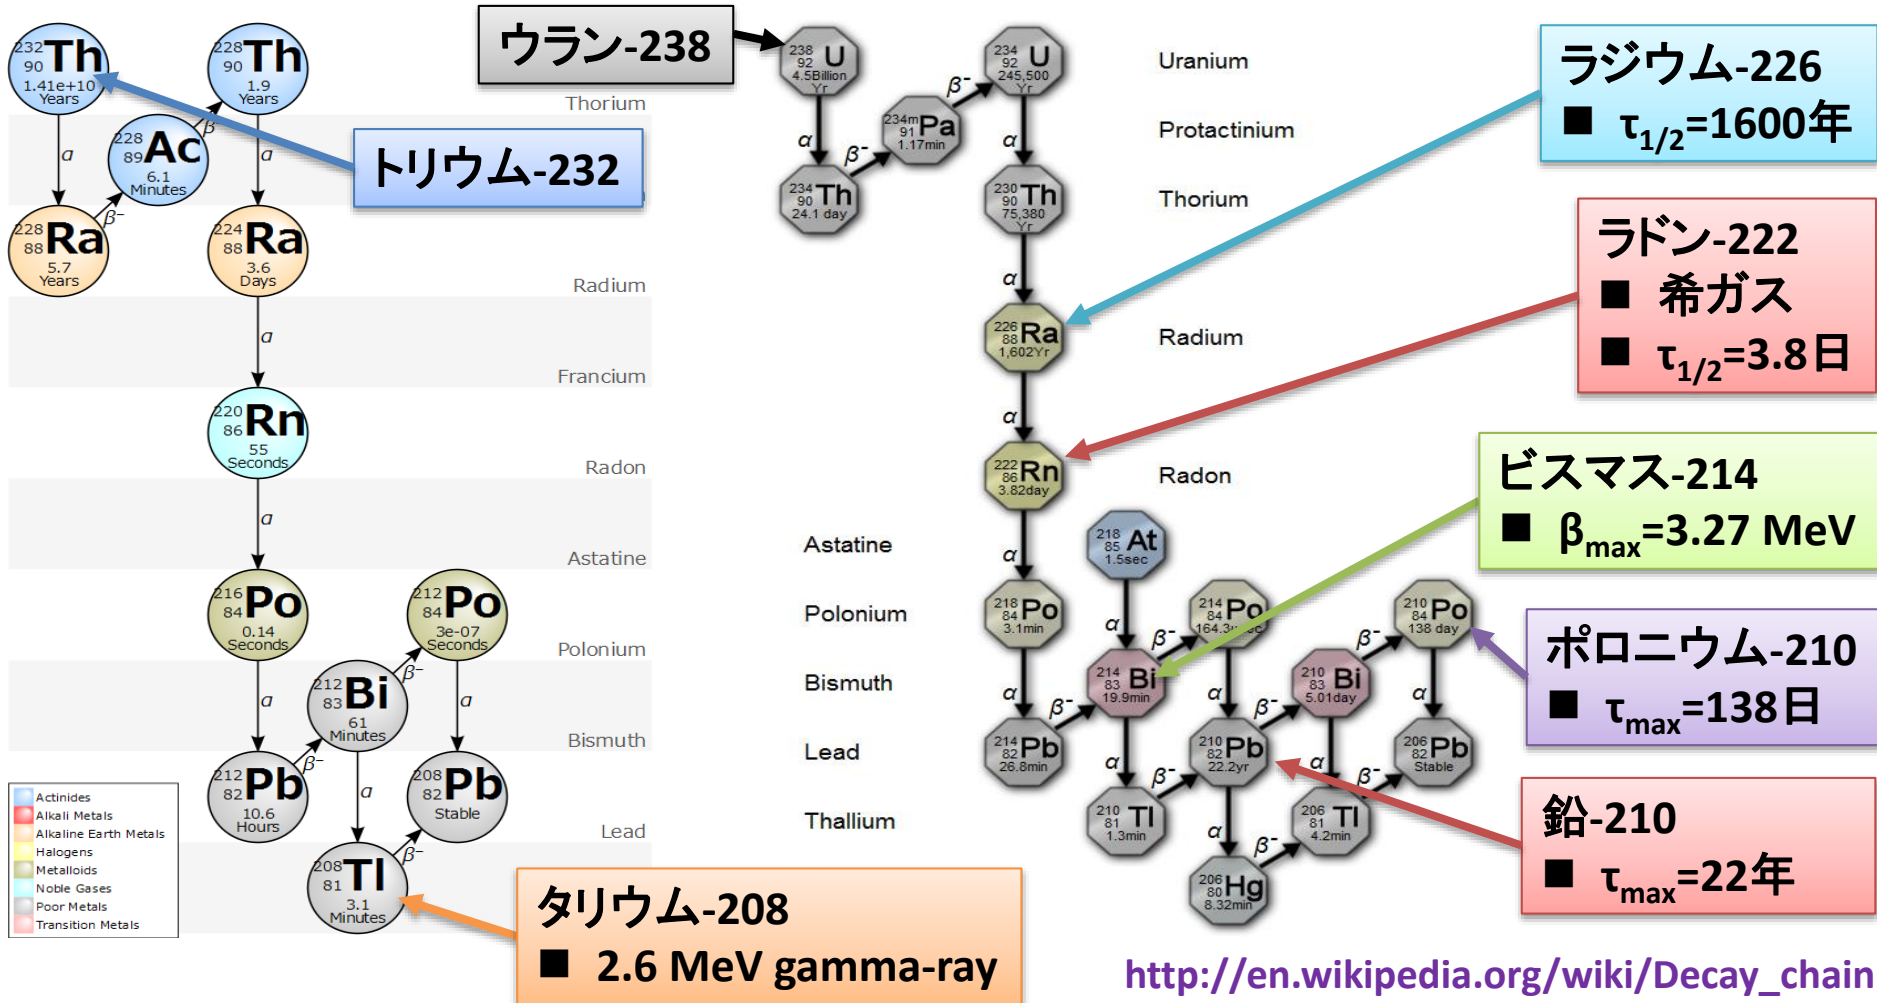 ウラン-238
トリウム-232
ラジウム-226
■ τ1/2=1600年
ラドン-222
■ 希ガス
■ τ1/2=3.8日
ビスマス-214
■ βmax=3.27 MeV
ポロニウム-210
■ τmax=138日
鉛-210
■ τmax=22年
タリウム-208
■ 2.6 MeV gamma-ray
http://en.wikipedia.org/wiki/Decay_chain
232 90 Th
1.41e+10
Years
228 90 Th
1.9
Years
Thorium
228 89 Ac
6.1
Minutes
α
β
α
β−
228 88 Ra
5.7
Years
224 88 Ra
3.6
Days
Radium
α
Francium
220 86 Rn
55
Seconds
Radon
α
Astatine
216 84 Po
0.14
Seconds
212 84 Po
3e-07
Seconds
Polonium
β−
212 83 Bi
61
Minutes
α
α
Bismuth
β−
212 82 Pb
10.6
Hours
α
208 82 Pb
Stable
Lead
β−
208 81 Tl
3.1
Minutes
Actinides
Alkali Metals
Alkaline Earth Metals
Halogens
Metalloids
Noble Gases
Poor Metals
Transition Metals
238 92 U
4.5Billion
Yr
234 92 U
245,500
Yr
Uranium
β-
234m 91 Pa
1.17min
Protactinium
α
β-
α
234 90 Th
24.1 day
230 90 Th
75,380
Yr
Thorium
α
226 88 Ra
1,602Yr
Radium
α
222 86 Rn
3.82day
Radon
α
Astatine
218 85 At
1.5sec
Polonium
218 84 Po
3.1min
214 84 Po
210 84 Po
138 day
α
β-
β-
Bismuth
214 83 Bi
19.9min
210 83 Bi
5.01day
α
β-
α
β-
α
Lead
214 82 Pb
26.8min
210 82 Pb
22.2yr
206 82 Pb
Stable
α
β-
α
β-
Thallium
210 81 Tl
1.3min
206 81 Tl
4.2min
α
β-
206 80 Hg
8.32min